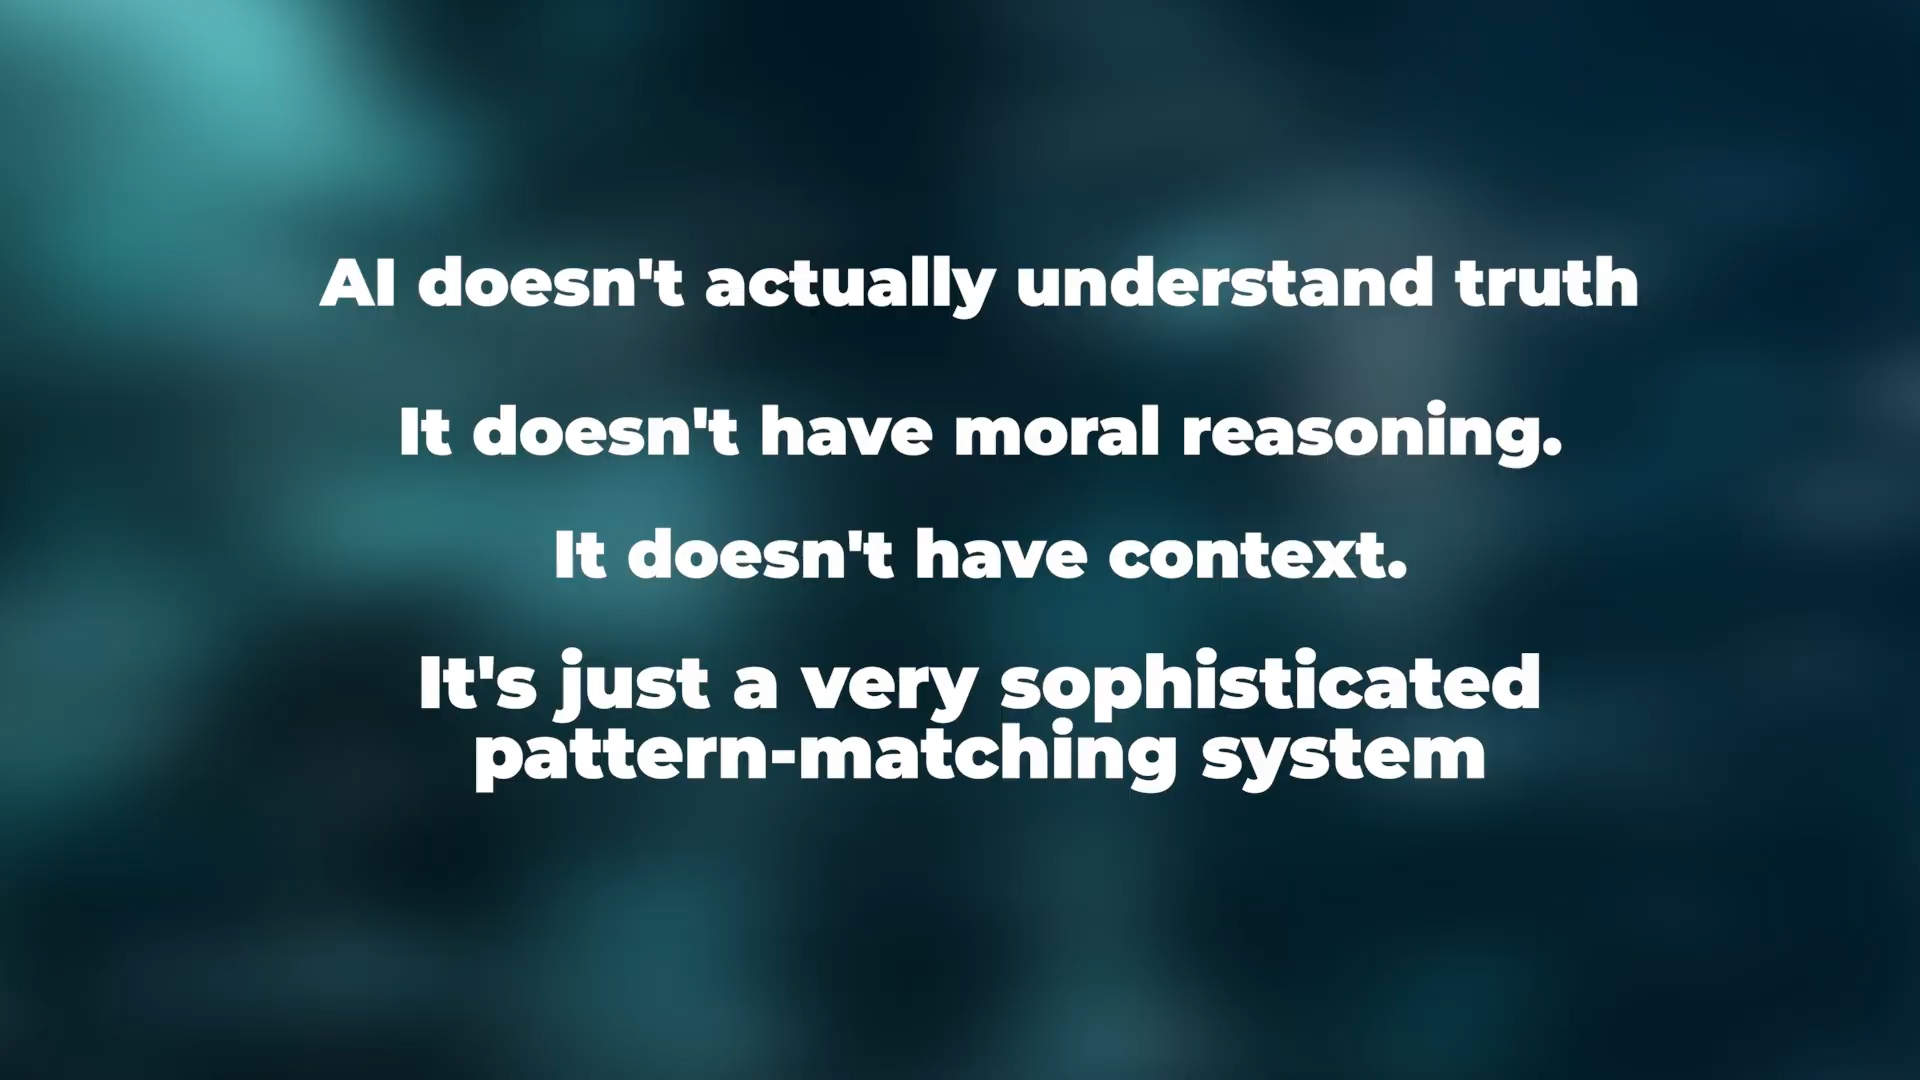 AI doesn't actually understand truth
It doesn't have moral reasoning.
It doesn't have context.
It's just a very sophisticated
pattern-matching system